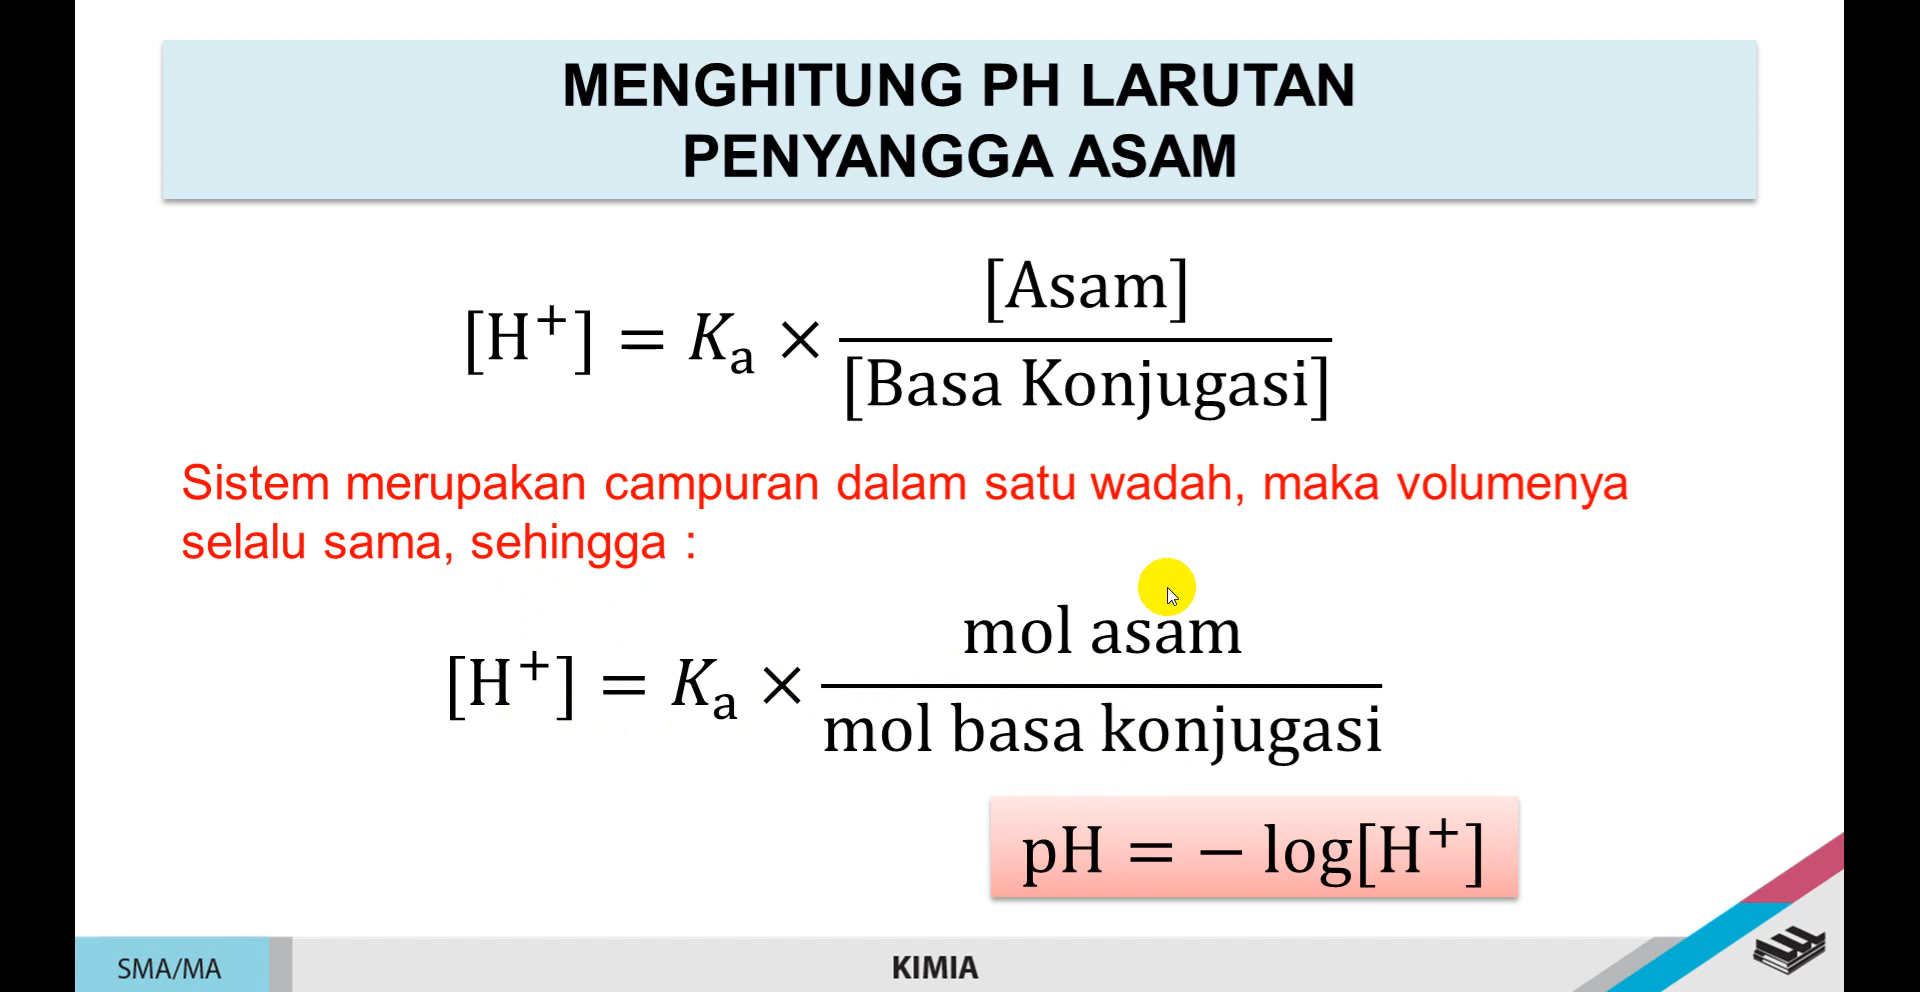 MENGHITUNG PH LARUTAN
PENYANGGA ASAM
[H⁺] = Kₐ × [Asam] / [Basa Konjugasi]
Sistem merupakan campuran dalam satu wadah, maka volumenya
selalu sama, sehingga :
[H⁺] = Kₐ × mol asam / mol basa konjugasi
pH = − log[H⁺]
SMA/MA
KIMIA